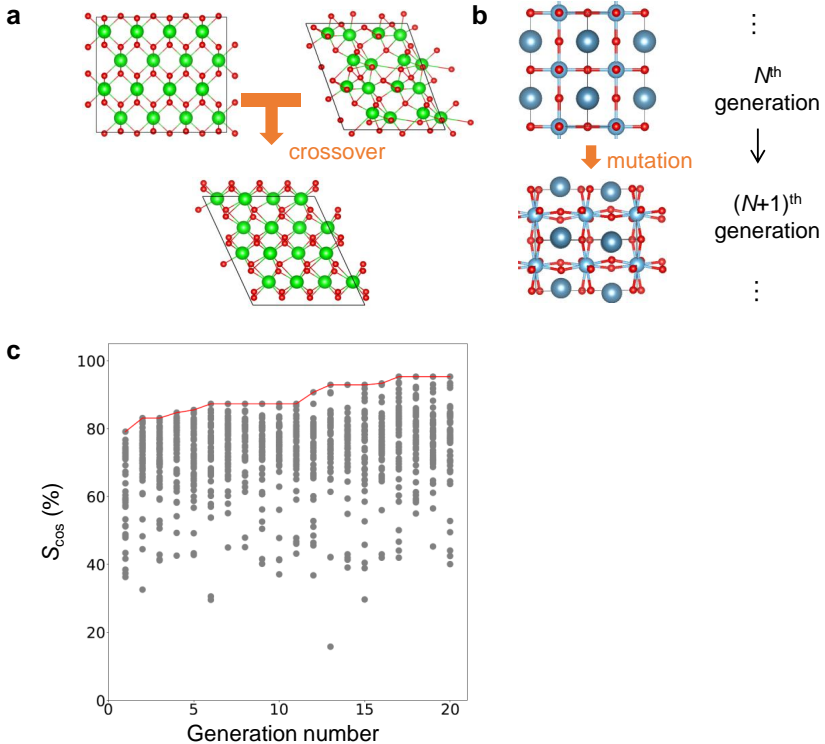 a
crossover
b
mutation
⋮
Nth
generation
(N+1)th
generation
⋮
c
100
80
60
40
20
0
Scos (%)
0
5
10
15
20
Generation number